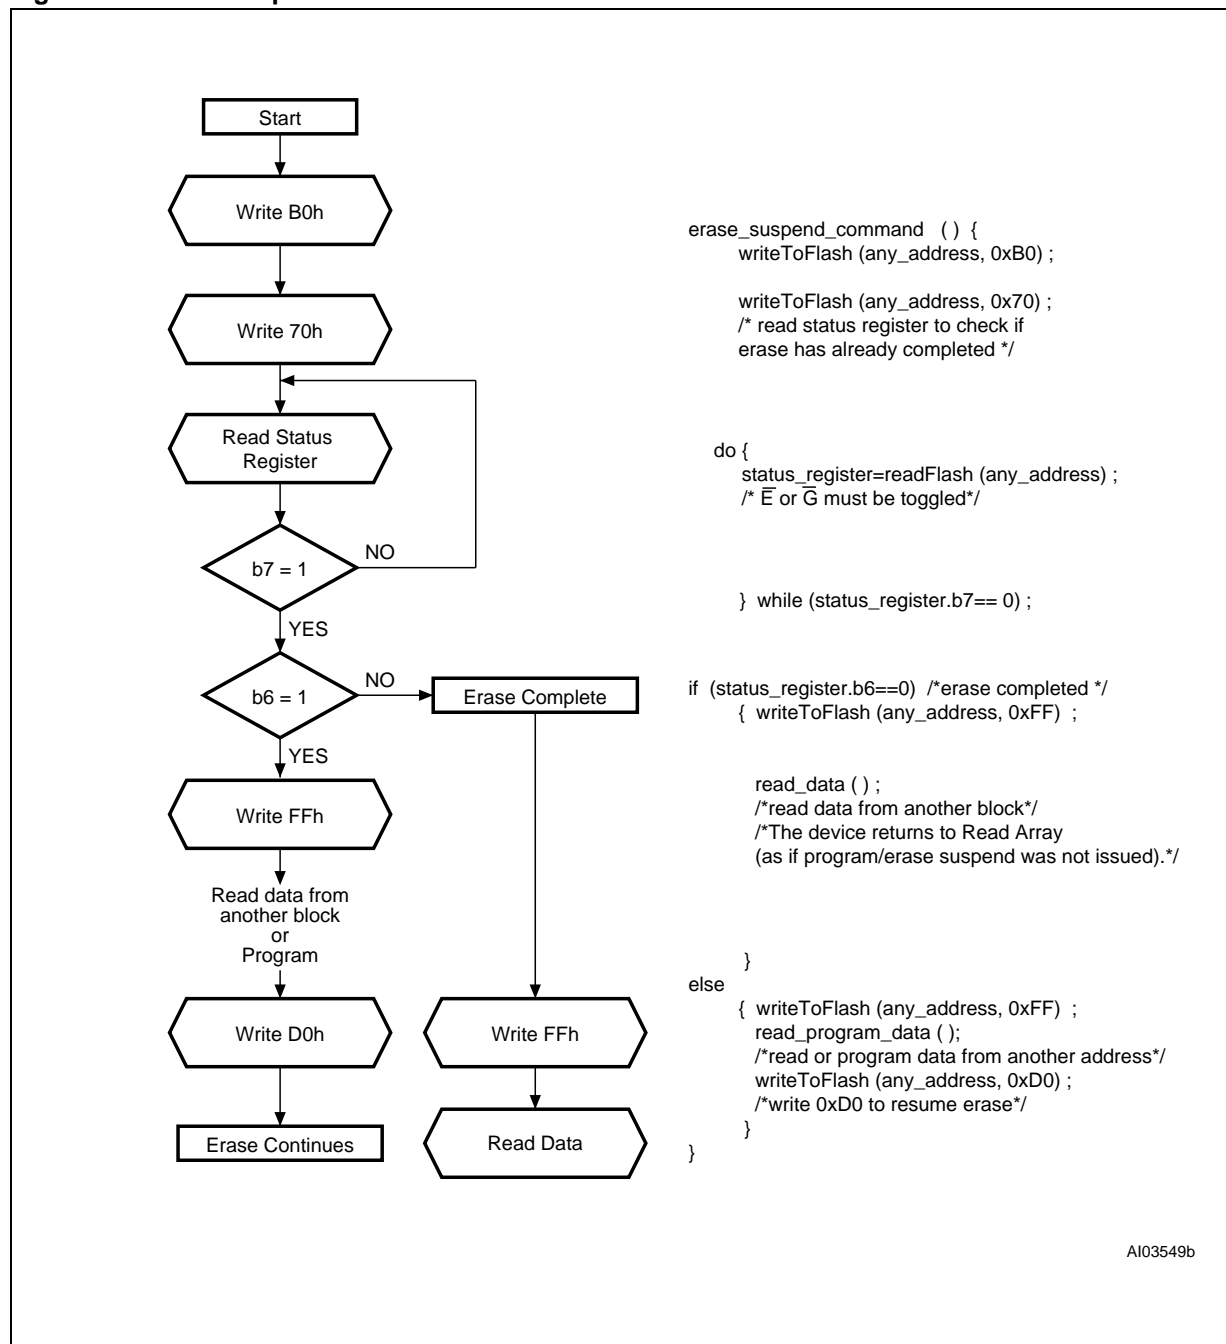 Start
Write B0h
Write 70h
Read Status
Register
b7 = 1
NO
YES
b6 = 1
NO
Erase Complete
YES
Write FFh
Read data from
another block
or
Program
Write D0h
Write FFh
Erase Continues
Read Data
erase_suspend_command ( ) {
writeToFlash (any_address, 0xB0) ;
writeToFlash (any_address, 0x70) ;
/* read status register to check if
erase has already completed */
do {
status_register=readFlash (any_address) ;
/* E̅ or G̅ must be toggled*/
} while (status_register.b7== 0) ;
if (status_register.b6==0) /*erase completed */
{ writeToFlash (any_address, 0xFF) ;
read_data ( ) ;
/*read data from another block*/
/*The device returns to Read Array
(as if program/erase suspend was not issued).*/
}
else
{ writeToFlash (any_address, 0xFF) ;
read_program_data ( );
/*read or program data from another address*/
writeToFlash (any_address, 0xD0) ;
/*write 0xD0 to resume erase*/
}
}
AI03549b